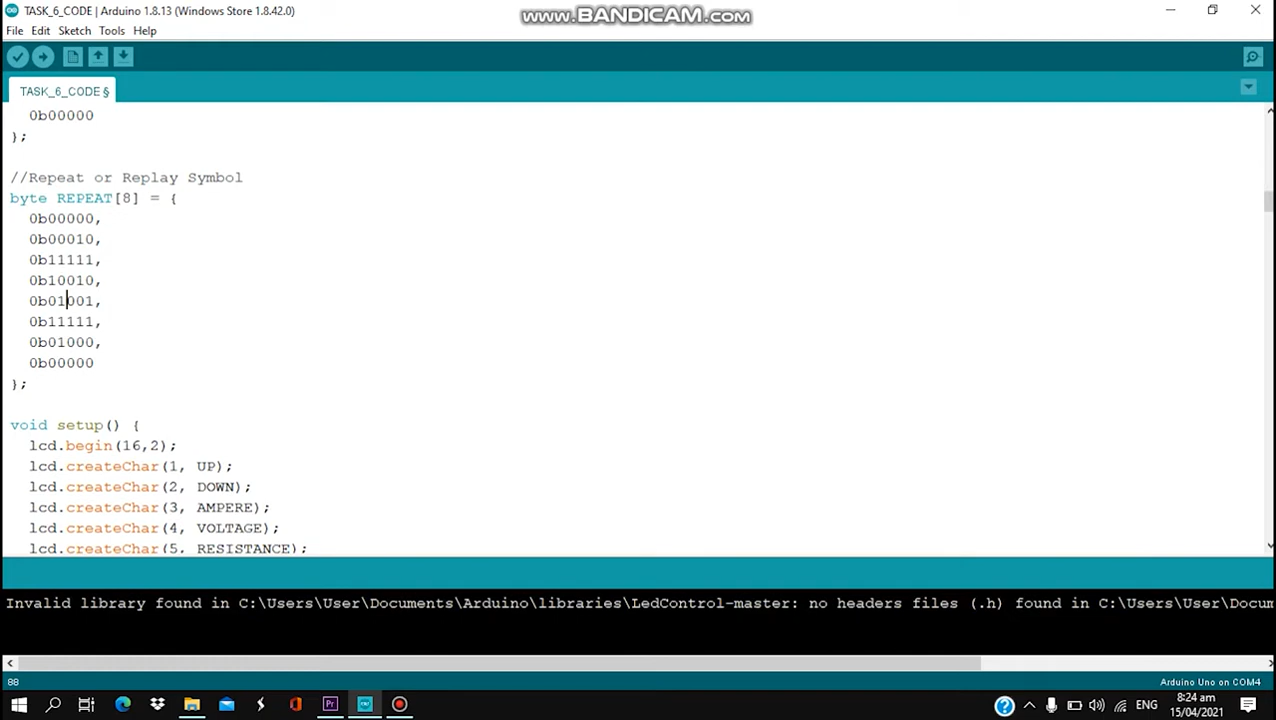 TASK_6_CODE | Arduino 1.8.13 (Windows Store 1.8.42.0)
www.BANDICAM.com
File Edit Sketch Tools Help
TASK_6_CODE §
0b00000
};
//Repeat or Replay Symbol
byte REPEAT[8] = {
0b00000,
0b00010,
0b11111,
0b10010,
0b01001,
0b11111,
0b01000,
0b00000
};
void setup() {
lcd.begin(16,2);
lcd.createChar(1, UP);
lcd.createChar(2, DOWN);
lcd.createChar(3, AMPERE);
lcd.createChar(4, VOLTAGE);
lcd.createChar(5, RESISTANCE);
Invalid library found in C:\Users\User\Documents\Arduino\libraries\LedControl-master: no headers files (.h) found in C:\Users\User\Docum
88
Arduino Uno on COM4
Pr
ENG
8:24 am
15/04/2021